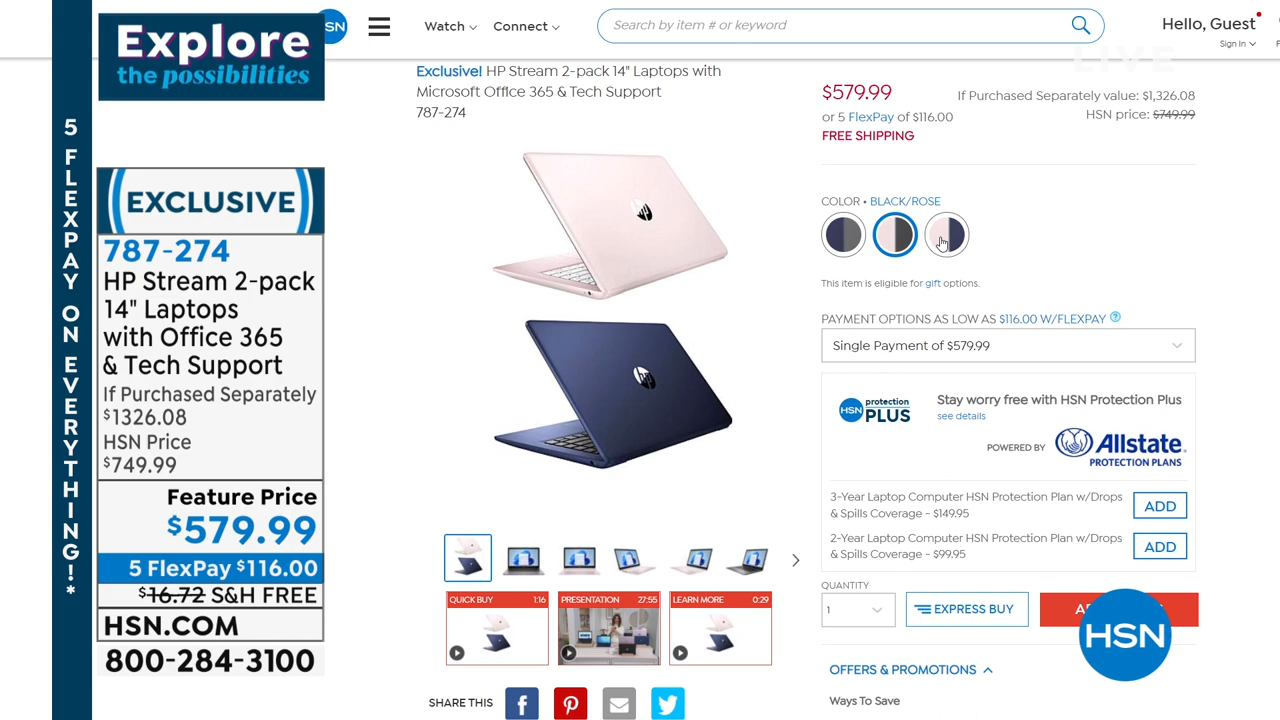 Explore
the possibilities
5 FLEXPAY ON EVERYTHING!*
EXCLUSIVE
787-274
HP Stream 2-pack
14" Laptops
with Office 365
& Tech Support
If Purchased Separately
$1326.08
HSN Price
$749.99
Feature Price
$579.99
5 FlexPay $116.00
$16.72 S&H FREE
HSN.COM
800-284-3100
SN
Watch
Connect
Search by item # or keyword
Hello, Guest
Sign In
LIVE
Exclusive! HP Stream 2-pack 14" Laptops with
Microsoft Office 365 & Tech Support
787-274
hp
hp
QUICK BUY 1:16
PRESENTATION 27:55
LEARN MORE 0:29
SHARE THIS
$579.99
If Purchased Separately value: $1,326.08
or 5 FlexPay of $116.00
HSN price: $749.99
FREE SHIPPING
COLOR • BLACK/ROSE
This item is eligible for gift options.
PAYMENT OPTIONS AS LOW AS $116.00 W/FLEXPAY ?
Single Payment of $579.99
HSN protection PLUS
Stay worry free with HSN Protection Plus
see details
POWERED BY Allstate.
PROTECTION PLANS
3-Year Laptop Computer HSN Protection Plan w/Drops
& Spills Coverage - $149.95
ADD
2-Year Laptop Computer HSN Protection Plan w/Drops
& Spills Coverage - $99.95
ADD
QUANTITY
1
EXPRESS BUY
HSN
OFFERS & PROMOTIONS
Ways To Save